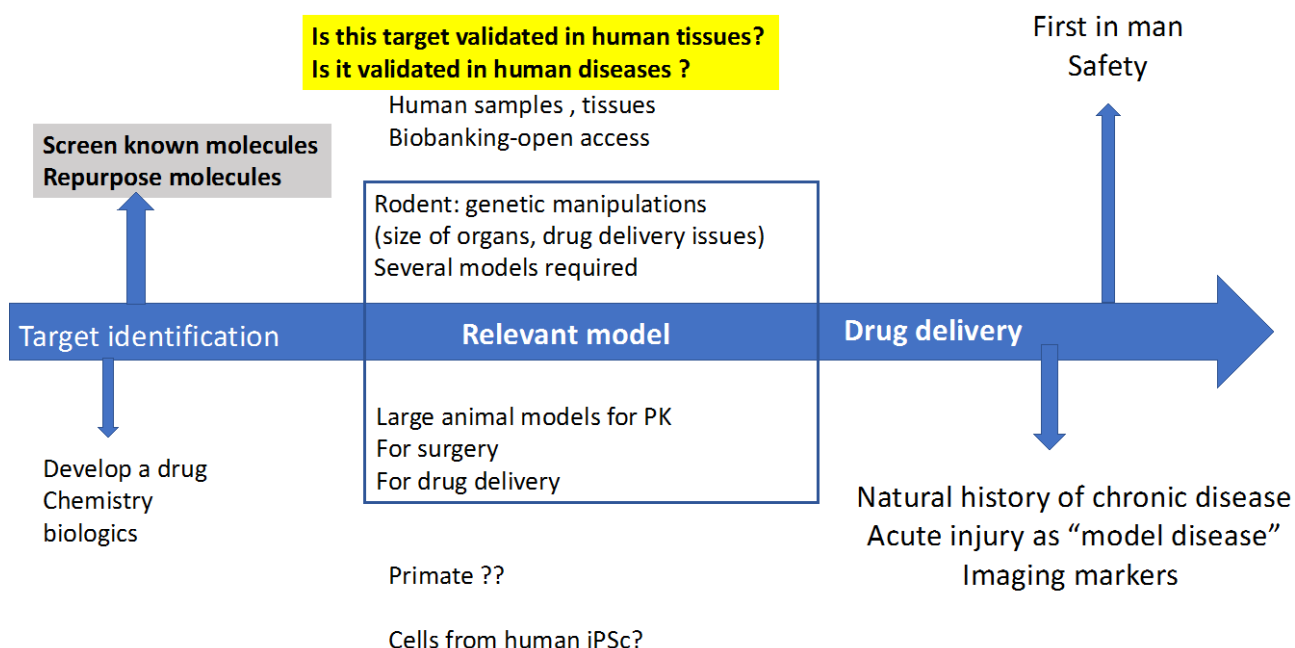 Is this target validated in human tissues?
Is it validated in human diseases ?
Human samples , tissues
Biobanking-open access
First in man
Safety
Screen known molecules
Repurpose molecules
Rodent: genetic manipulations
(size of organs, drug delivery issues)
Several models required
Target identification
Relevant model
Drug delivery
Large animal models for PK
For surgery
For drug delivery
Develop a drug
Chemistry
biologics
Natural history of chronic disease
Acute injury as “model disease”
Imaging markers
Primate ??
Cells from human iPSc?